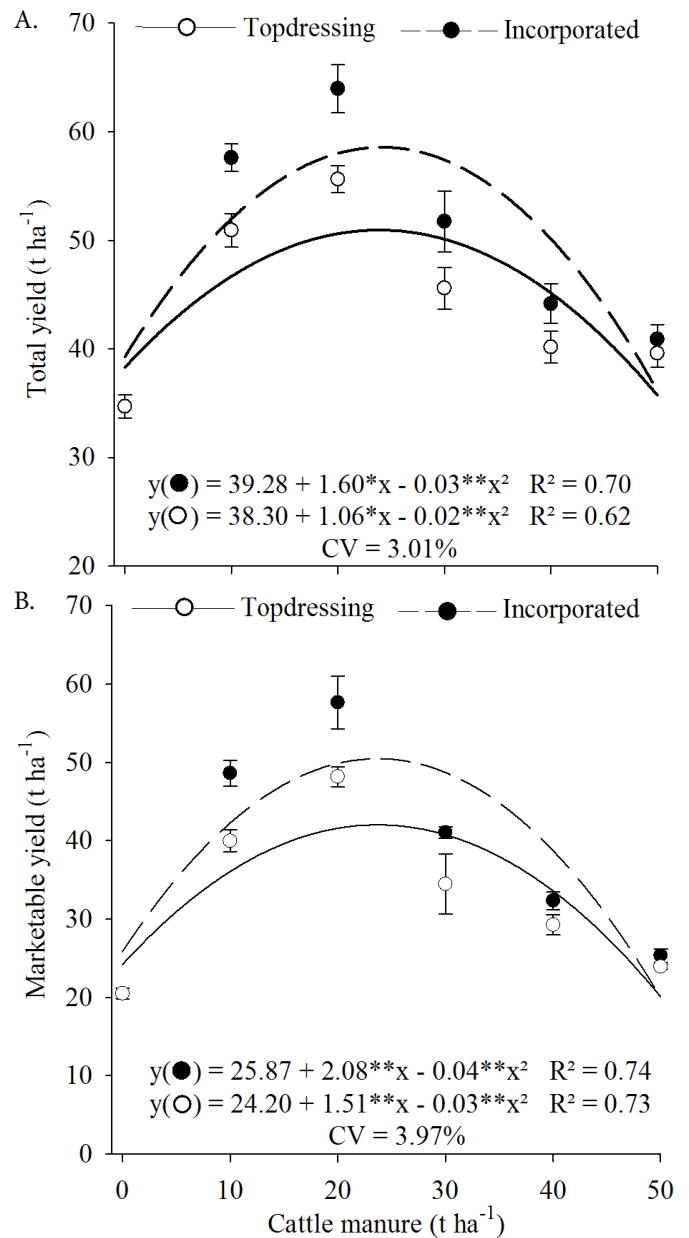 A.
70
Topdressing Incorporated
60
50
40
30
20
Total yield (t ha⁻¹)
y(●) = 39.28 + 1.60*x - 0.03**x² R² = 0.70
y(○) = 38.30 + 1.06*x - 0.02**x² R² = 0.62
CV = 3.01%
B.
70
Topdressing Incorporated
60
50
40
30
20
10
0
Marketable yield (t ha⁻¹)
y(●) = 25.87 + 2.08**x - 0.04**x² R² = 0.74
y(○) = 24.20 + 1.51**x - 0.03**x² R² = 0.73
CV = 3.97%
0 10 20 30 40 50
Cattle manure (t ha⁻¹)